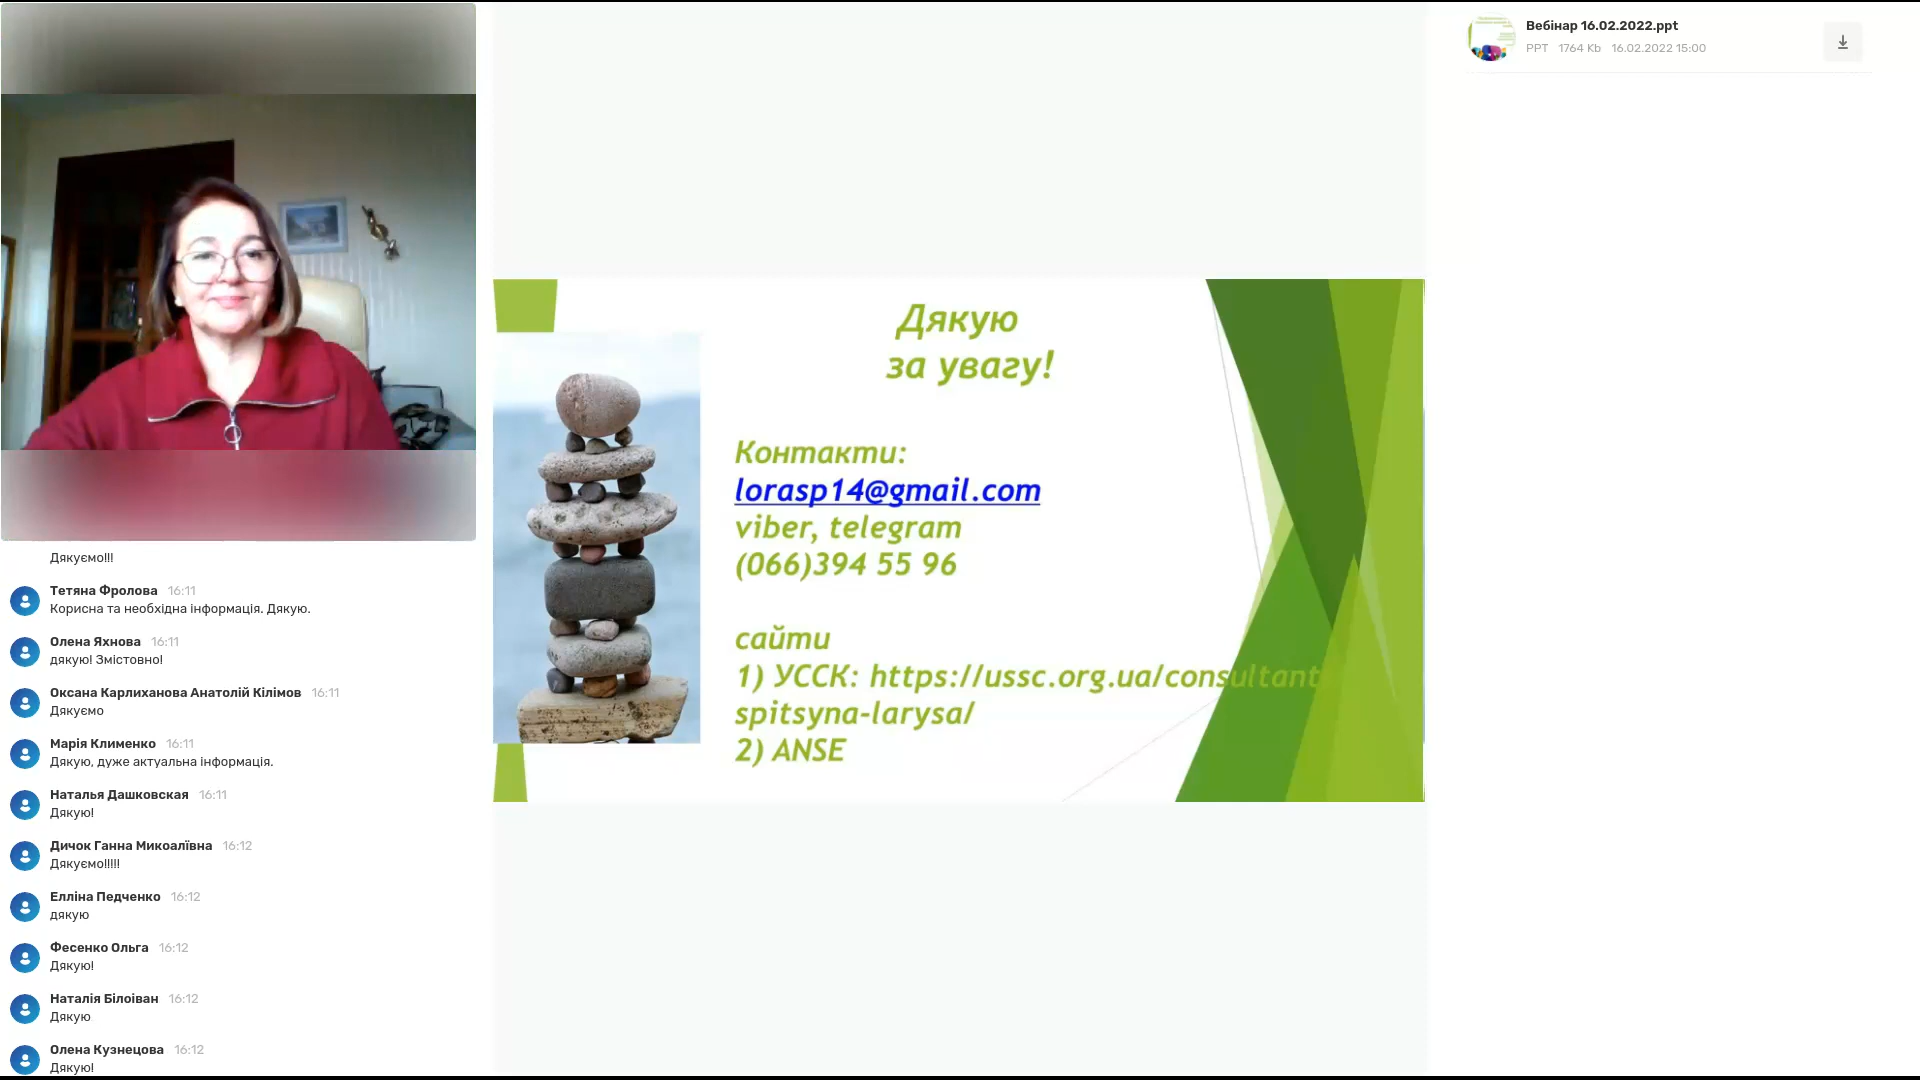 Дякуємо!!!
Тетяна Фролова 16:11
Корисна та необхідна інформація. Дякую.
Олена Яхнова 16:11
дякую! Змістовно!
Оксана Карлиханова Анатолій Кілімов 16:11
Дякуємо
Марія Клименко 16:11
Дякую, дуже актуальна інформація.
Наталья Дашковская 16:11
Дякую!
Дичок Ганна Микоалївна 16:12
Дякуємо!!!!!
Елліна Педченко 16:12
дякую
Фесенко Ольга 16:12
Дякую!
Наталія Білоіван 16:12
Дякую
Олена Кузнецова 16:12
Дякую!
Дякую
за увагу!
Контакти:
lorasp14@gmail.com
viber, telegram
(066)394 55 96
сайти
1) УССК: https://ussc.org.ua/consultant
spitsyna-larysa/
2) ANSE
Вебінар 16.02.2022.ppt
PPT 1764 Kb 16.02.2022 15:00